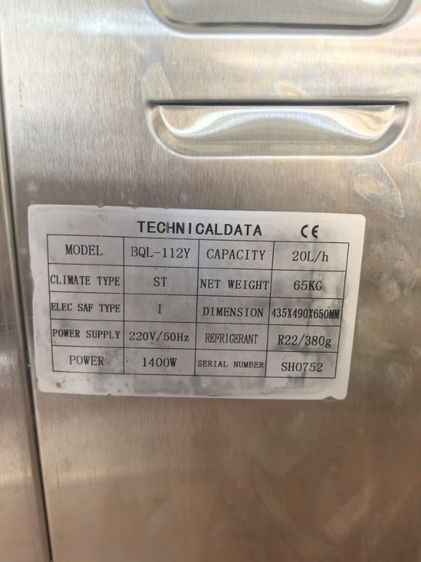 TECHNICALDATA CE
MODEL BQL-112Y CAPACITY 20L/h
CLIMATE TYPE ST NET WEIGHT 65KG
ELEC SAF TYPE I DIMENSION 435X490X650MM
POWER SUPPLY 220V/50Hz REFRIGERANT R22/380g
POWER 1400W SERIAL NUMBER SH0752